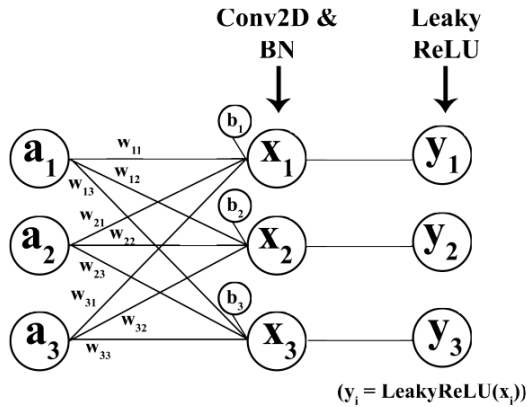 Conv2D &
BN
Leaky
ReLU
b₁
a₁
w₁₁
x₁
y₁
w₁₂
w₁₃
b₂
w₂₁
a₂
w₂₂
x₂
y₂
w₂₃
b₃
w₃₁
w₃₂
a₃
x₃
y₃
w₃₃
(yᵢ = LeakyReLU(xᵢ))